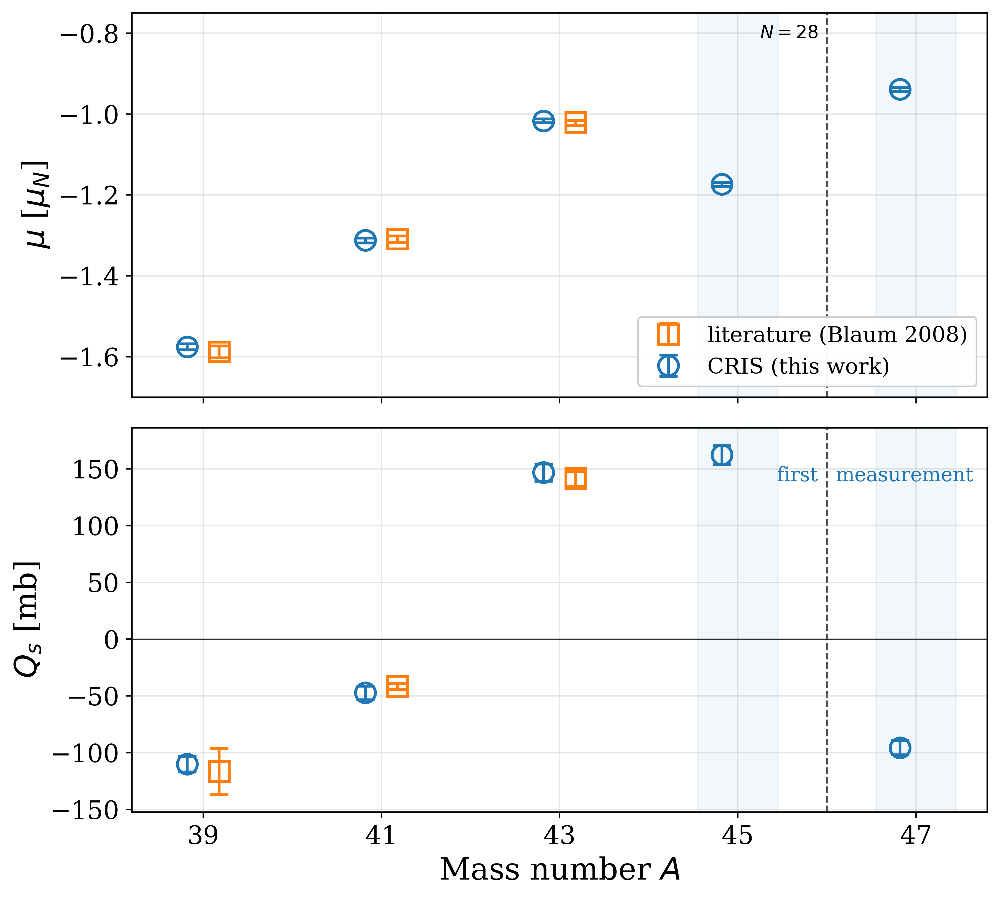 −0.8
−1.0
−1.2
−1.4
−1.6
μ [μN]
N = 28
literature (Blaum 2008)
CRIS (this work)
150
100
50
0
−50
−100
−150
Qs [mb]
first measurement
39 41 43 45 47
Mass number A